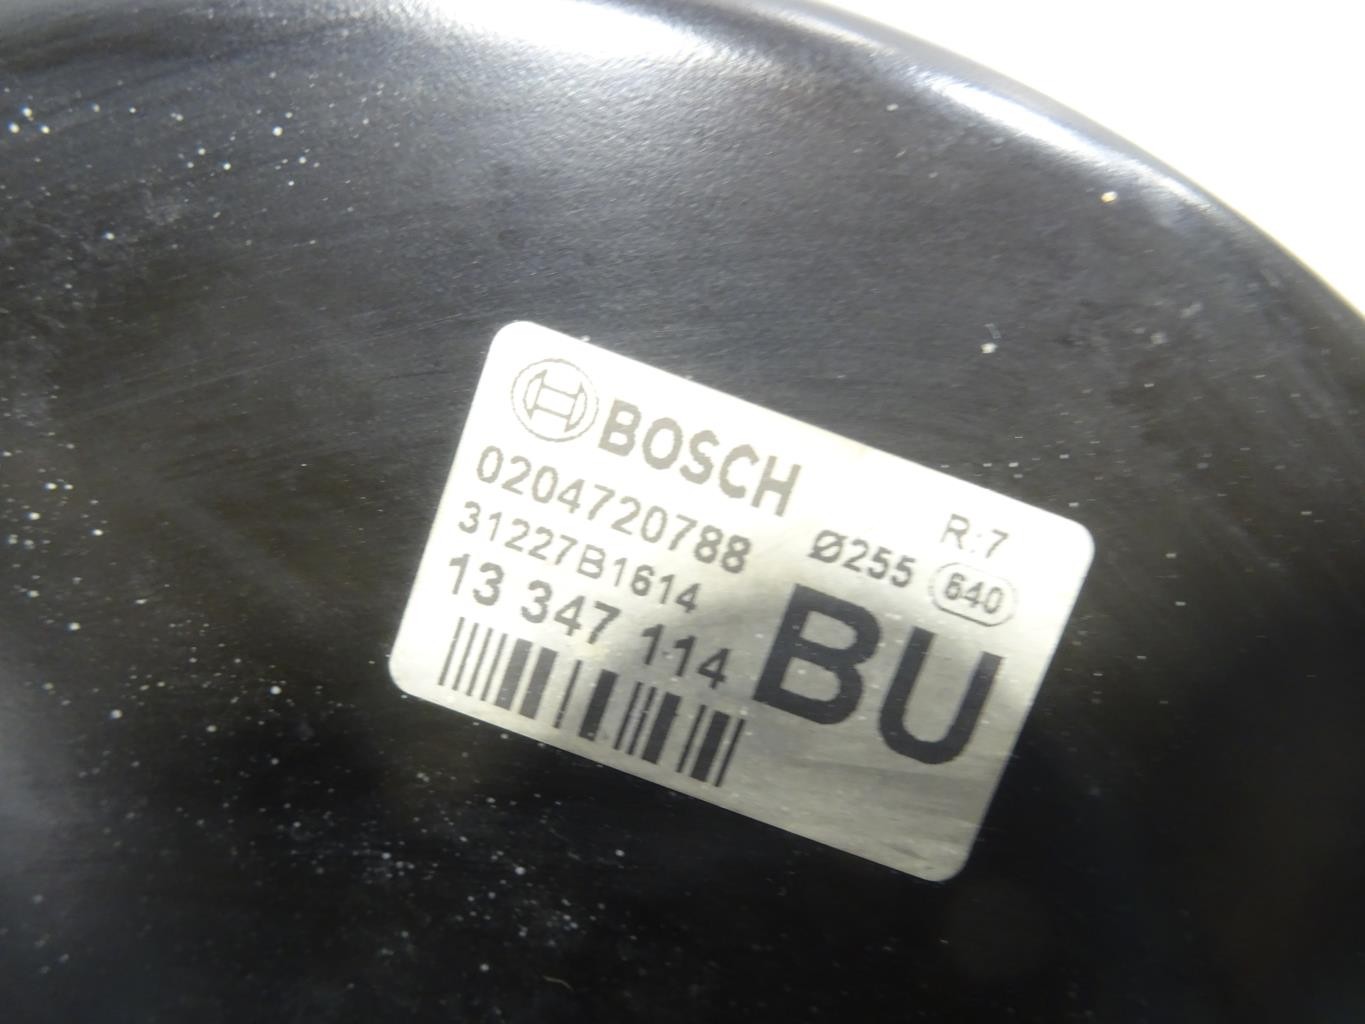 BOSCH
0204720788
31227B1614
13 347 114
R:7
Ø255 640
BU